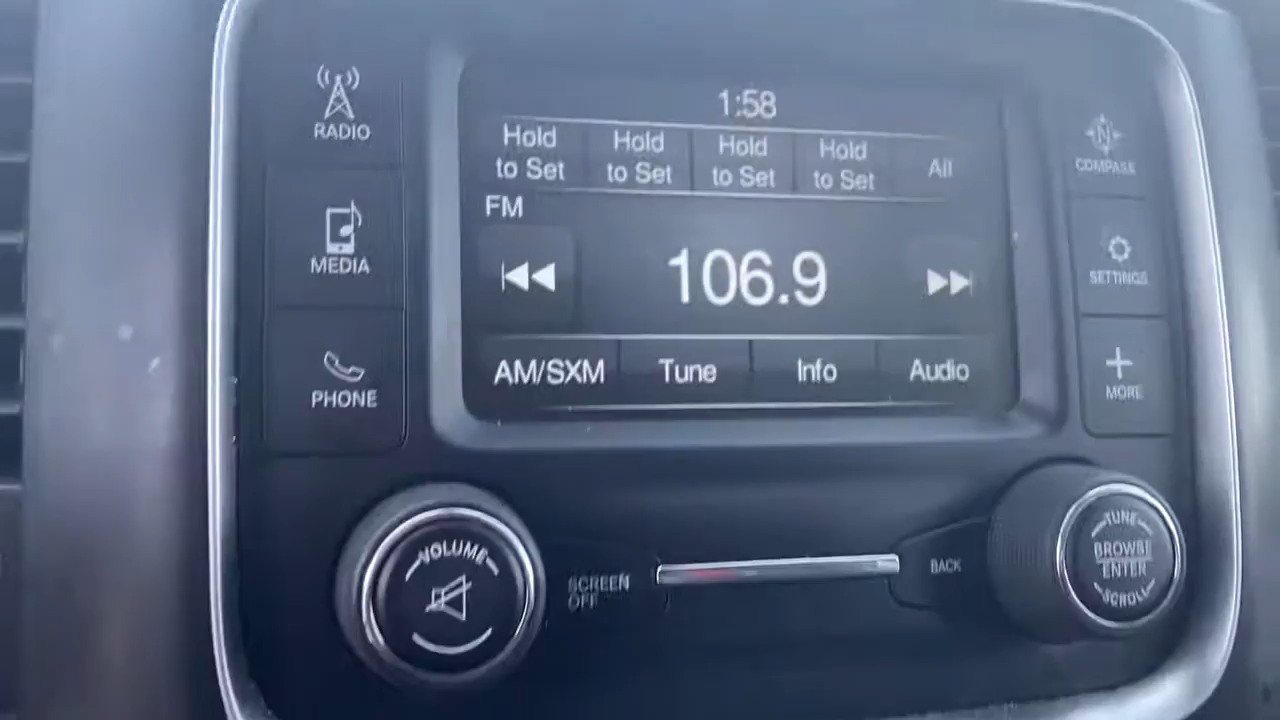 RADIO
MEDIA
PHONE
1:58
Hold to Set
Hold to Set
Hold to Set
Hold to Set
All
FM
106.9
AM/SXM
Tune
Info
Audio
N
COMPASS
SETTINGS
MORE
VOLUME
SCREEN
OFF
BACK
TUNE
BROWSE
ENTER
SCROLL